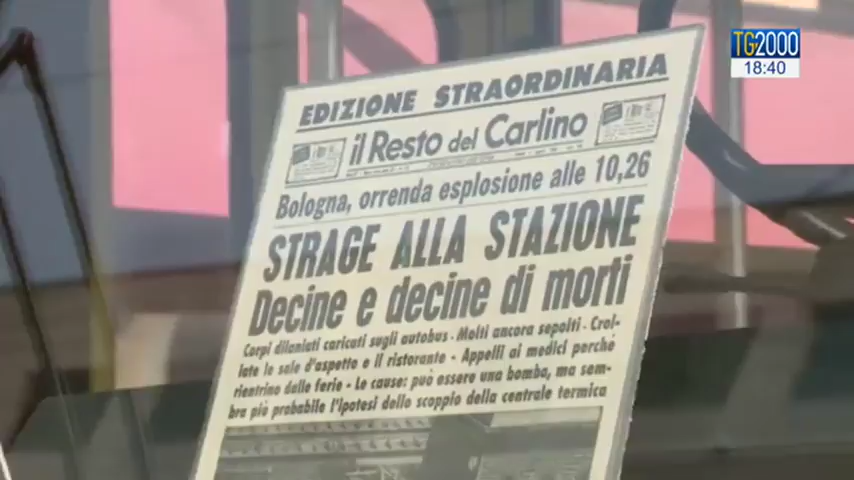 TG2000
18:40
EDIZIONE STRAORDINARIA
il Resto del Carlino
Bologna, orrenda esplosione alle 10,26
STRAGE ALLA STAZIONE
Decine e decine di morti
Corpi dilaniati caricati sugli autobus - Molti ancora sepolti - Crol-
late le sale d'aspetto e il ristorante - Appelli ai medici perché
rientrino dalle ferie - Le cause: può essere una bomba, ma sem-
bra più probabile l'ipotesi dello scoppio della centrale termica